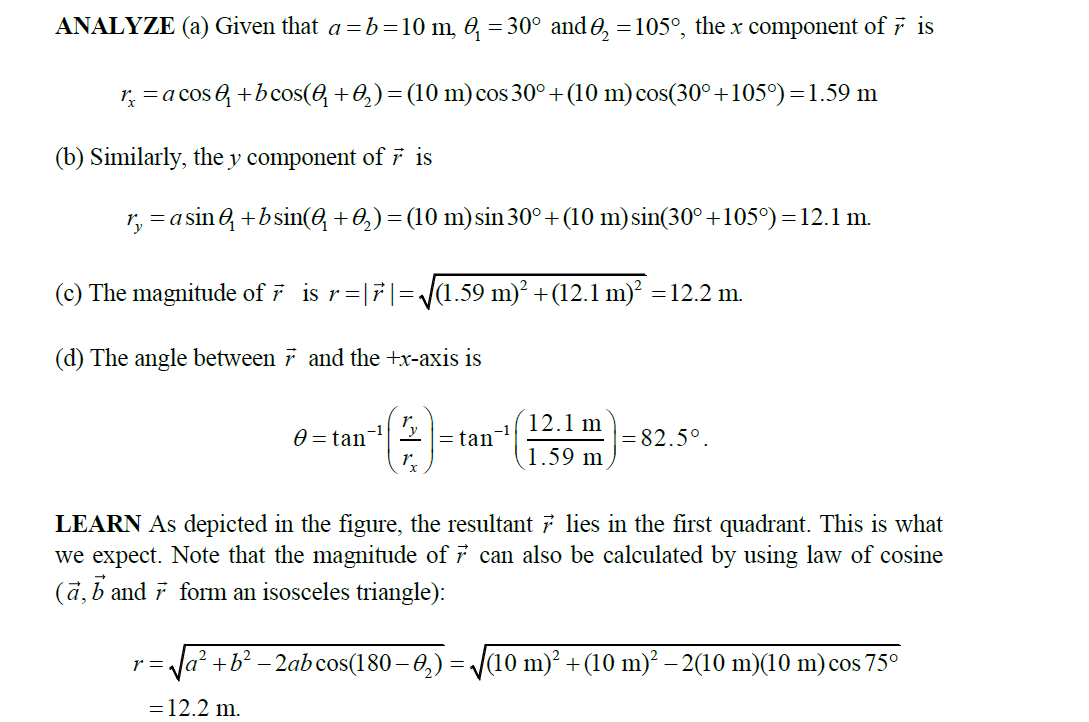 ANALYZE (a) Given that a = b = 10 m, θ₁ = 30° and θ₂ = 105°, the x component of r⃗ is
rₓ = a cos θ₁ + b cos(θ₁ + θ₂) = (10 m) cos 30° + (10 m) cos(30° + 105°) = 1.59 m
(b) Similarly, the y component of r⃗ is
r_y = a sin θ₁ + b sin(θ₁ + θ₂) = (10 m) sin 30° + (10 m) sin(30° + 105°) = 12.1 m.
(c) The magnitude of r⃗ is r = |r⃗| = √((1.59 m)² + (12.1 m)²) = 12.2 m.
(d) The angle between r⃗ and the +x-axis is
θ = tan⁻¹(r_y / rₓ) = tan⁻¹(12.1 m / 1.59 m) = 82.5°.
LEARN As depicted in the figure, the resultant r⃗ lies in the first quadrant. This is what
we expect. Note that the magnitude of r⃗ can also be calculated by using law of cosine
(a⃗, b⃗ and r⃗ form an isosceles triangle):
r = √(a² + b² − 2ab cos(180 − θ₂)) = √((10 m)² + (10 m)² − 2(10 m)(10 m) cos 75°)
= 12.2 m.